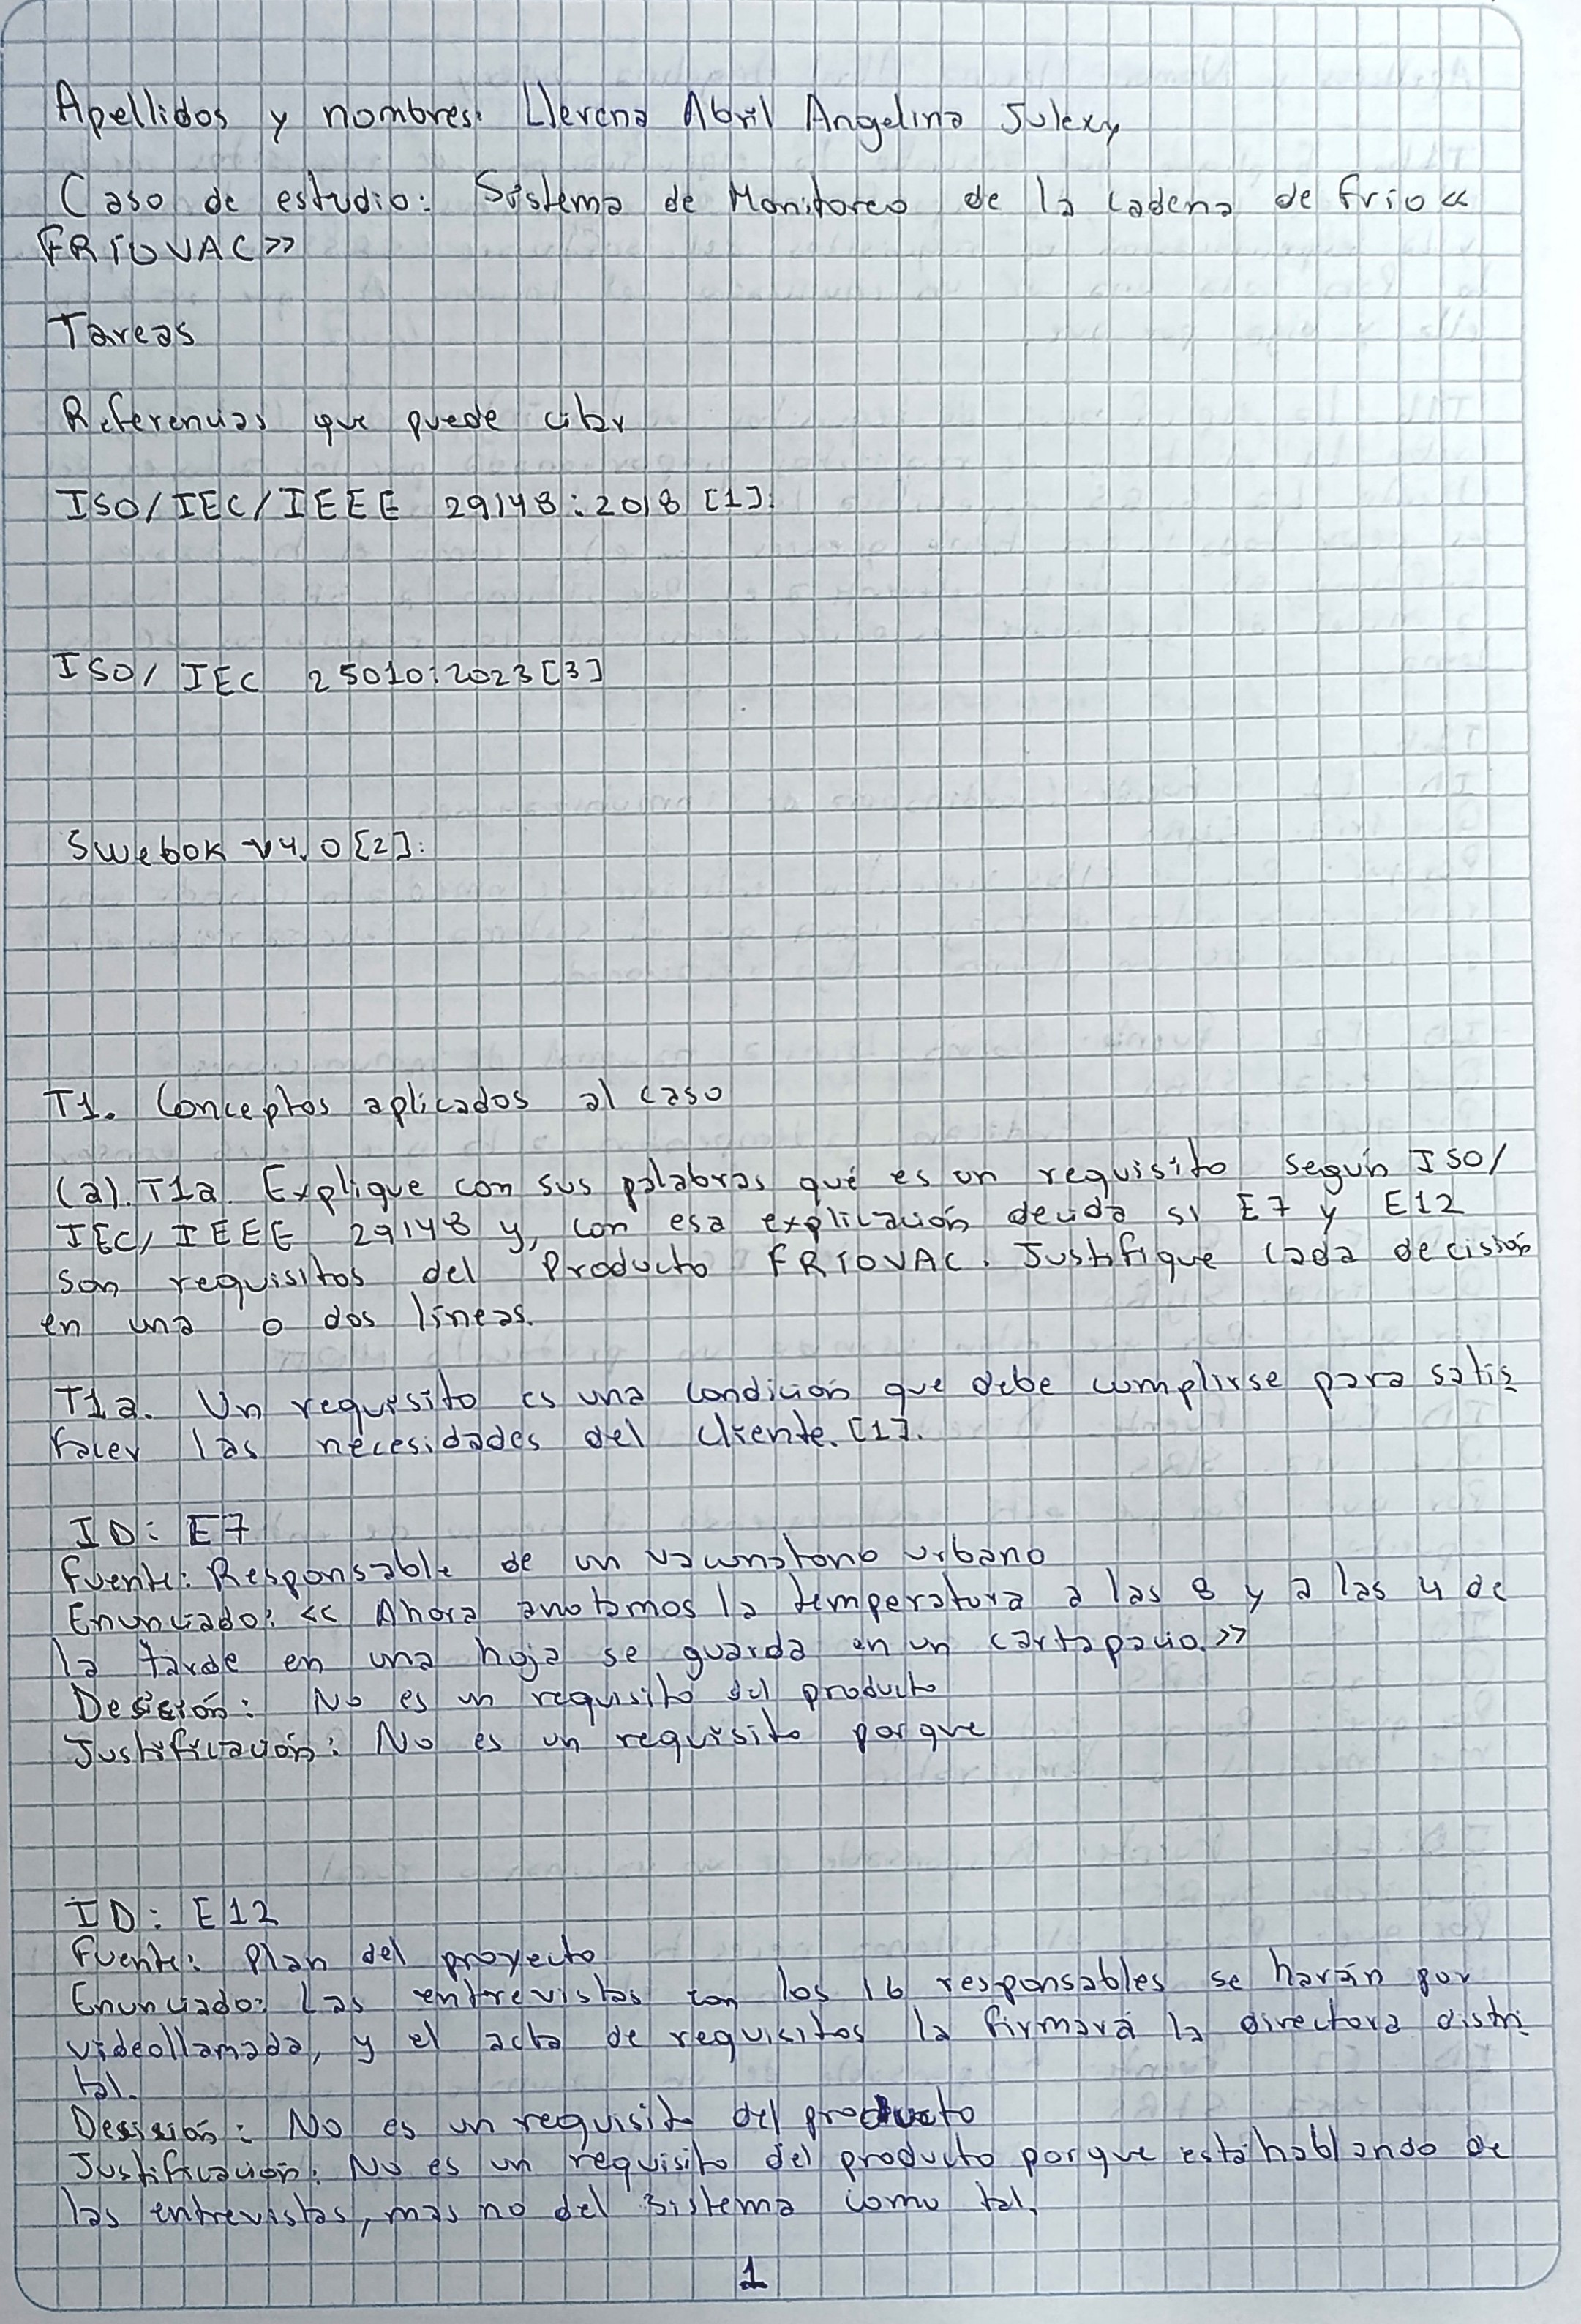 Apellidos y nombres: Llerena Abril Angelina Julexy
Caso de estudio: Sistema de Monitoreo de la cadena de frío «
FRÍOVAC»
Tareas
Referencias que puede citar
ISO/IEC/IEEE 29148:2018 [1]:
ISO/ IEC 25010:2023[3]
Swebok v4.0[2]:
T1. Conceptos aplicados al caso
(a). T1a. Explique con sus palabras qué es un requisito según ISO/
IEC/ IEEE 29148 y, con esa explicación decida si E7 y E12
son requisitos del Producto FRÍOVAC. Justifique cada decissión
en una o dos líneas.
T1a. Un requisito es una condición que debe cumplirse para satis
facer las necesidades del cliente. [1].
ID: E7
Fuente: Responsable de un vacunatorio urbano
Enunciado: << Ahora anotamos la temperatura a las 8 y a las 4 de
la tarde en una hoja se guarda en un cartapacio.>>
Desición: No es un requisito del producto
Justificación: No es un requisito porque
ID: E12
Fuente: Plan del proyecto
Enunciado: Las entrevistas con los 16 responsables se harán por
videollamada, y el acta de requisitos la firmará la directora distri
tal.
Desisión: No es un requisito del producto
Justificación: No es un requisito del producto porque está hablando de
las entrevistas, mas no del sistema como tal.
1